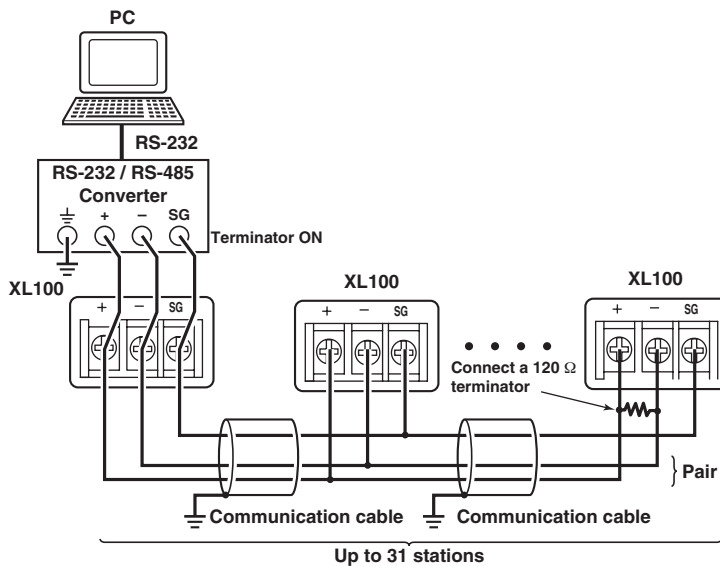 PC
RS-232
RS-232 / RS-485
Converter
+ − SG
Terminator ON
XL100
+ − SG
XL100
+ − SG
XL100
+ − SG
Connect a 120 Ω
terminator
Pair
Communication cable
Communication cable
Up to 31 stations